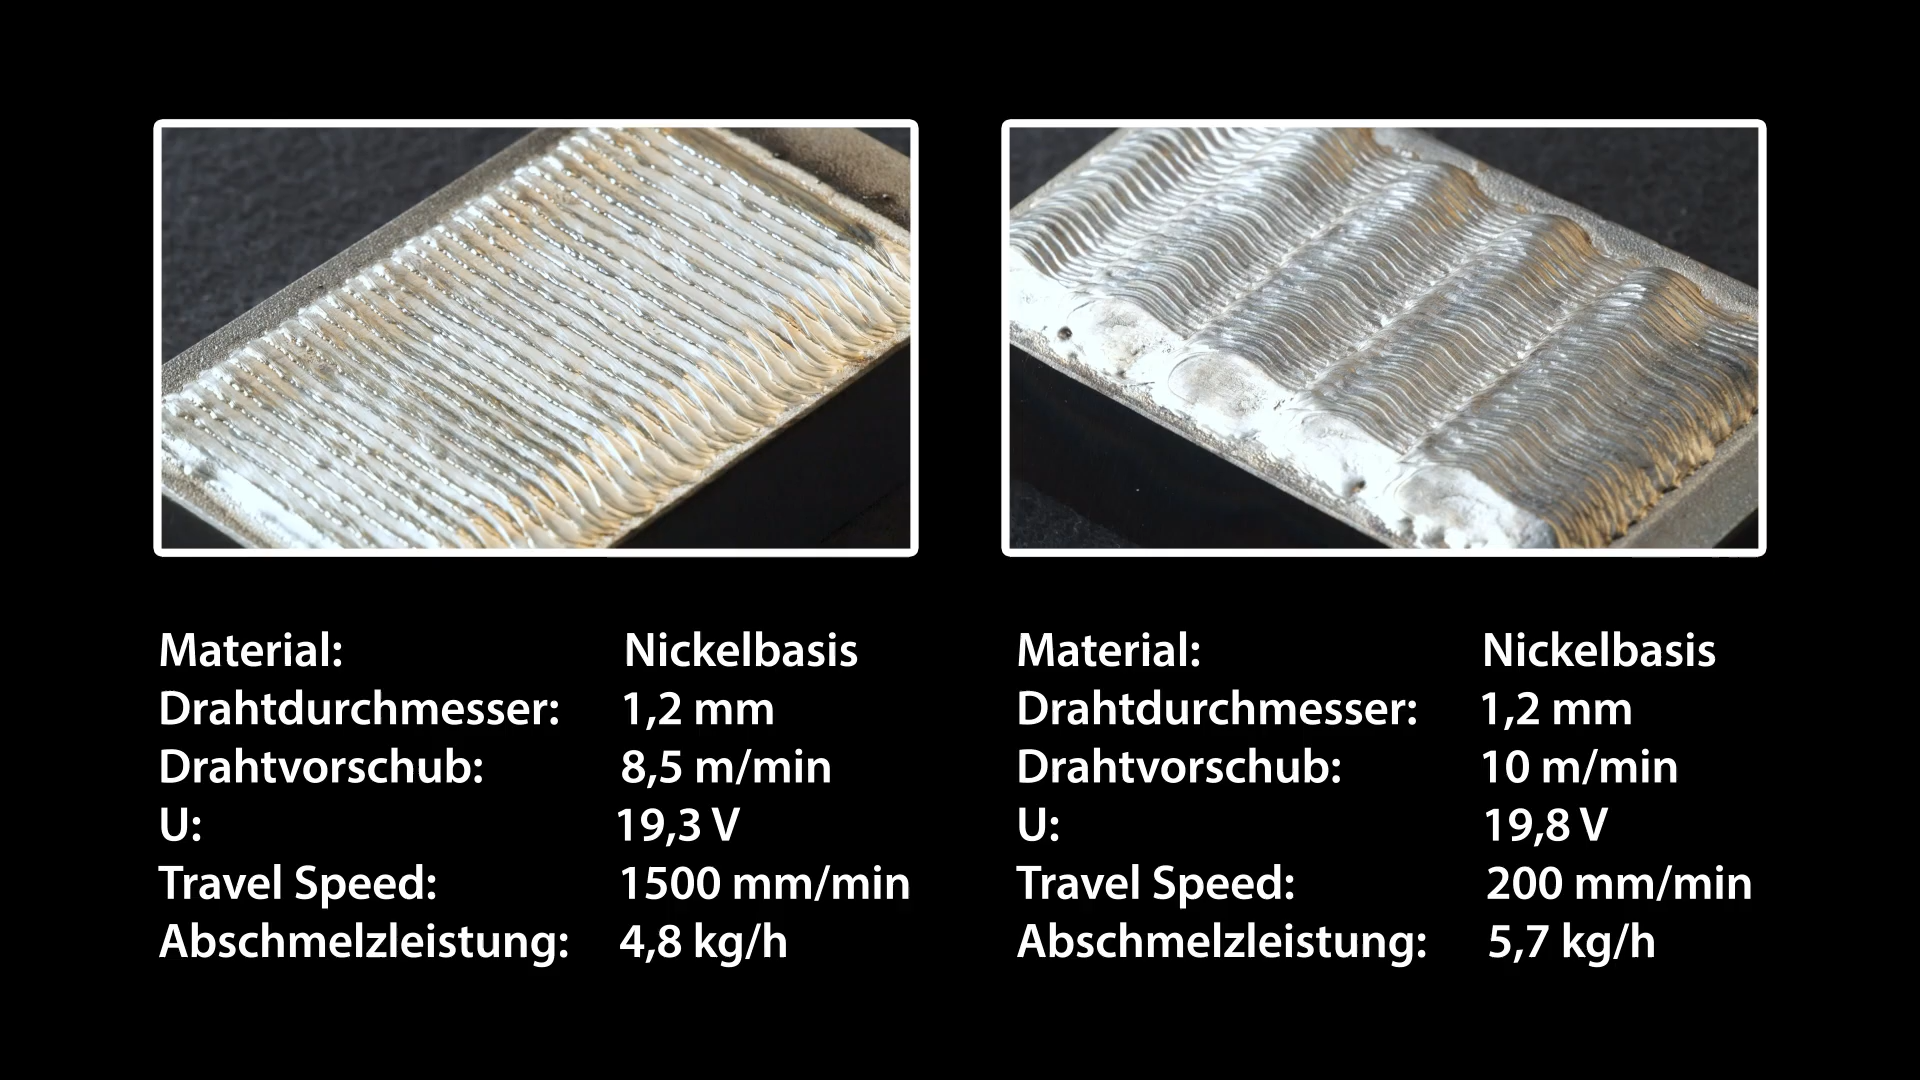 Material: Nickelbasis
Drahtdurchmesser: 1,2 mm
Drahtvorschub: 8,5 m/min
U: 19,3 V
Travel Speed: 1500 mm/min
Abschmelzleistung: 4,8 kg/h
Material: Nickelbasis
Drahtdurchmesser: 1,2 mm
Drahtvorschub: 10 m/min
U: 19,8 V
Travel Speed: 200 mm/min
Abschmelzleistung: 5,7 kg/h